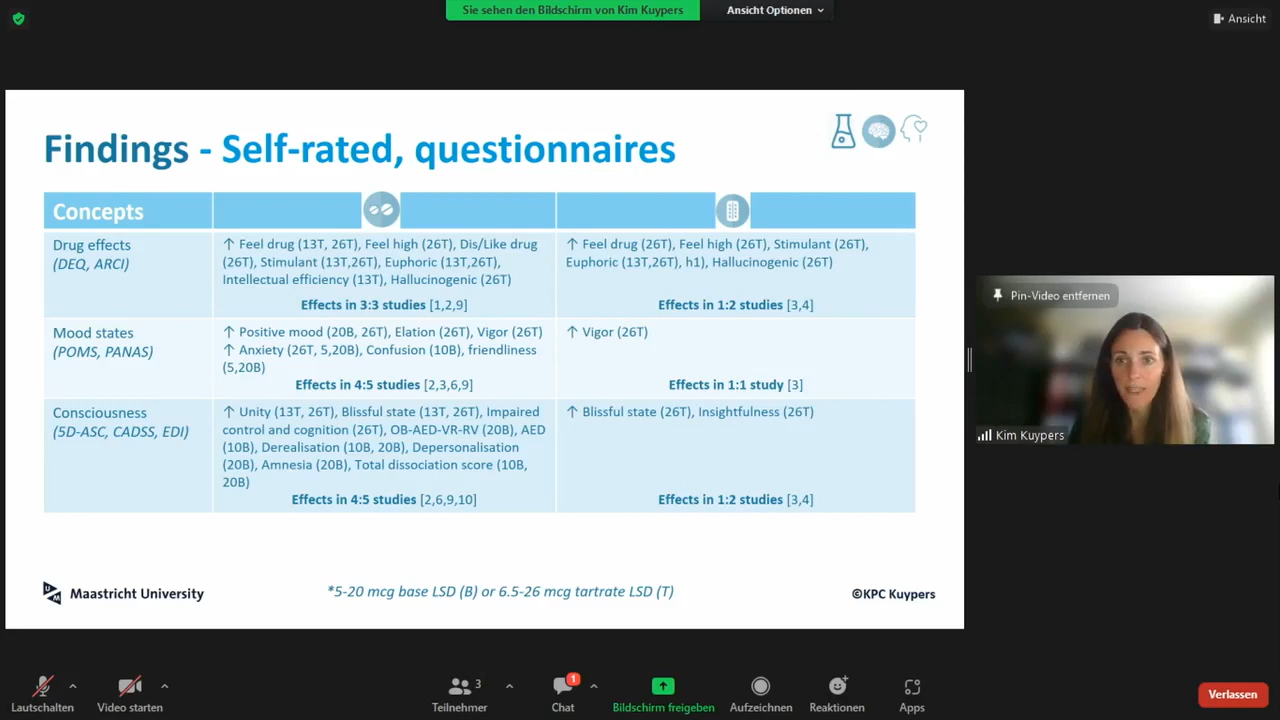 Sie sehen den Bildschirm von Kim Kuypers
Ansicht Optionen
Ansicht
Findings - Self-rated, questionnaires
Concepts
Drug effects
(DEQ, ARCI)
↑ Feel drug (13T, 26T), Feel high (26T), Dis/Like drug
(26T), Stimulant (13T,26T), Euphoric (13T,26T),
Intellectual efficiency (13T), Hallucinogenic (26T)
Effects in 3:3 studies [1,2,9]
↑ Feel drug (26T), Feel high (26T), Stimulant (26T),
Euphoric (13T,26T), h1), Hallucinogenic (26T)
Effects in 1:2 studies [3,4]
Mood states
(POMS, PANAS)
↑ Positive mood (20B, 26T), Elation (26T), Vigor (26T)
↑ Anxiety (26T, 5,20B), Confusion (10B), friendliness
(5,20B)
Effects in 4:5 studies [2,3,6,9]
↑ Vigor (26T)
Effects in 1:1 study [3]
Consciousness
(5D-ASC, CADSS, EDI)
↑ Unity (13T, 26T), Blissful state (13T, 26T), Impaired
control and cognition (26T), OB-AED-VR-RV (20B), AED
(10B), Derealisation (10B, 20B), Depersonalisation
(20B), Amnesia (20B), Total dissociation score (10B,
20B)
Effects in 4:5 studies [2,6,9,10]
↑ Blissful state (26T), Insightfulness (26T)
Effects in 1:2 studies [3,4]
Maastricht University
*5-20 mcg base LSD (B) or 6.5-26 mcg tartrate LSD (T)
©KPC Kuypers
Pin-Video entfernen
Kim Kuypers
Lautschalten
Video starten
3
Teilnehmer
1
Chat
Bildschirm freigeben
Aufzeichnen
Reaktionen
Apps
Verlassen